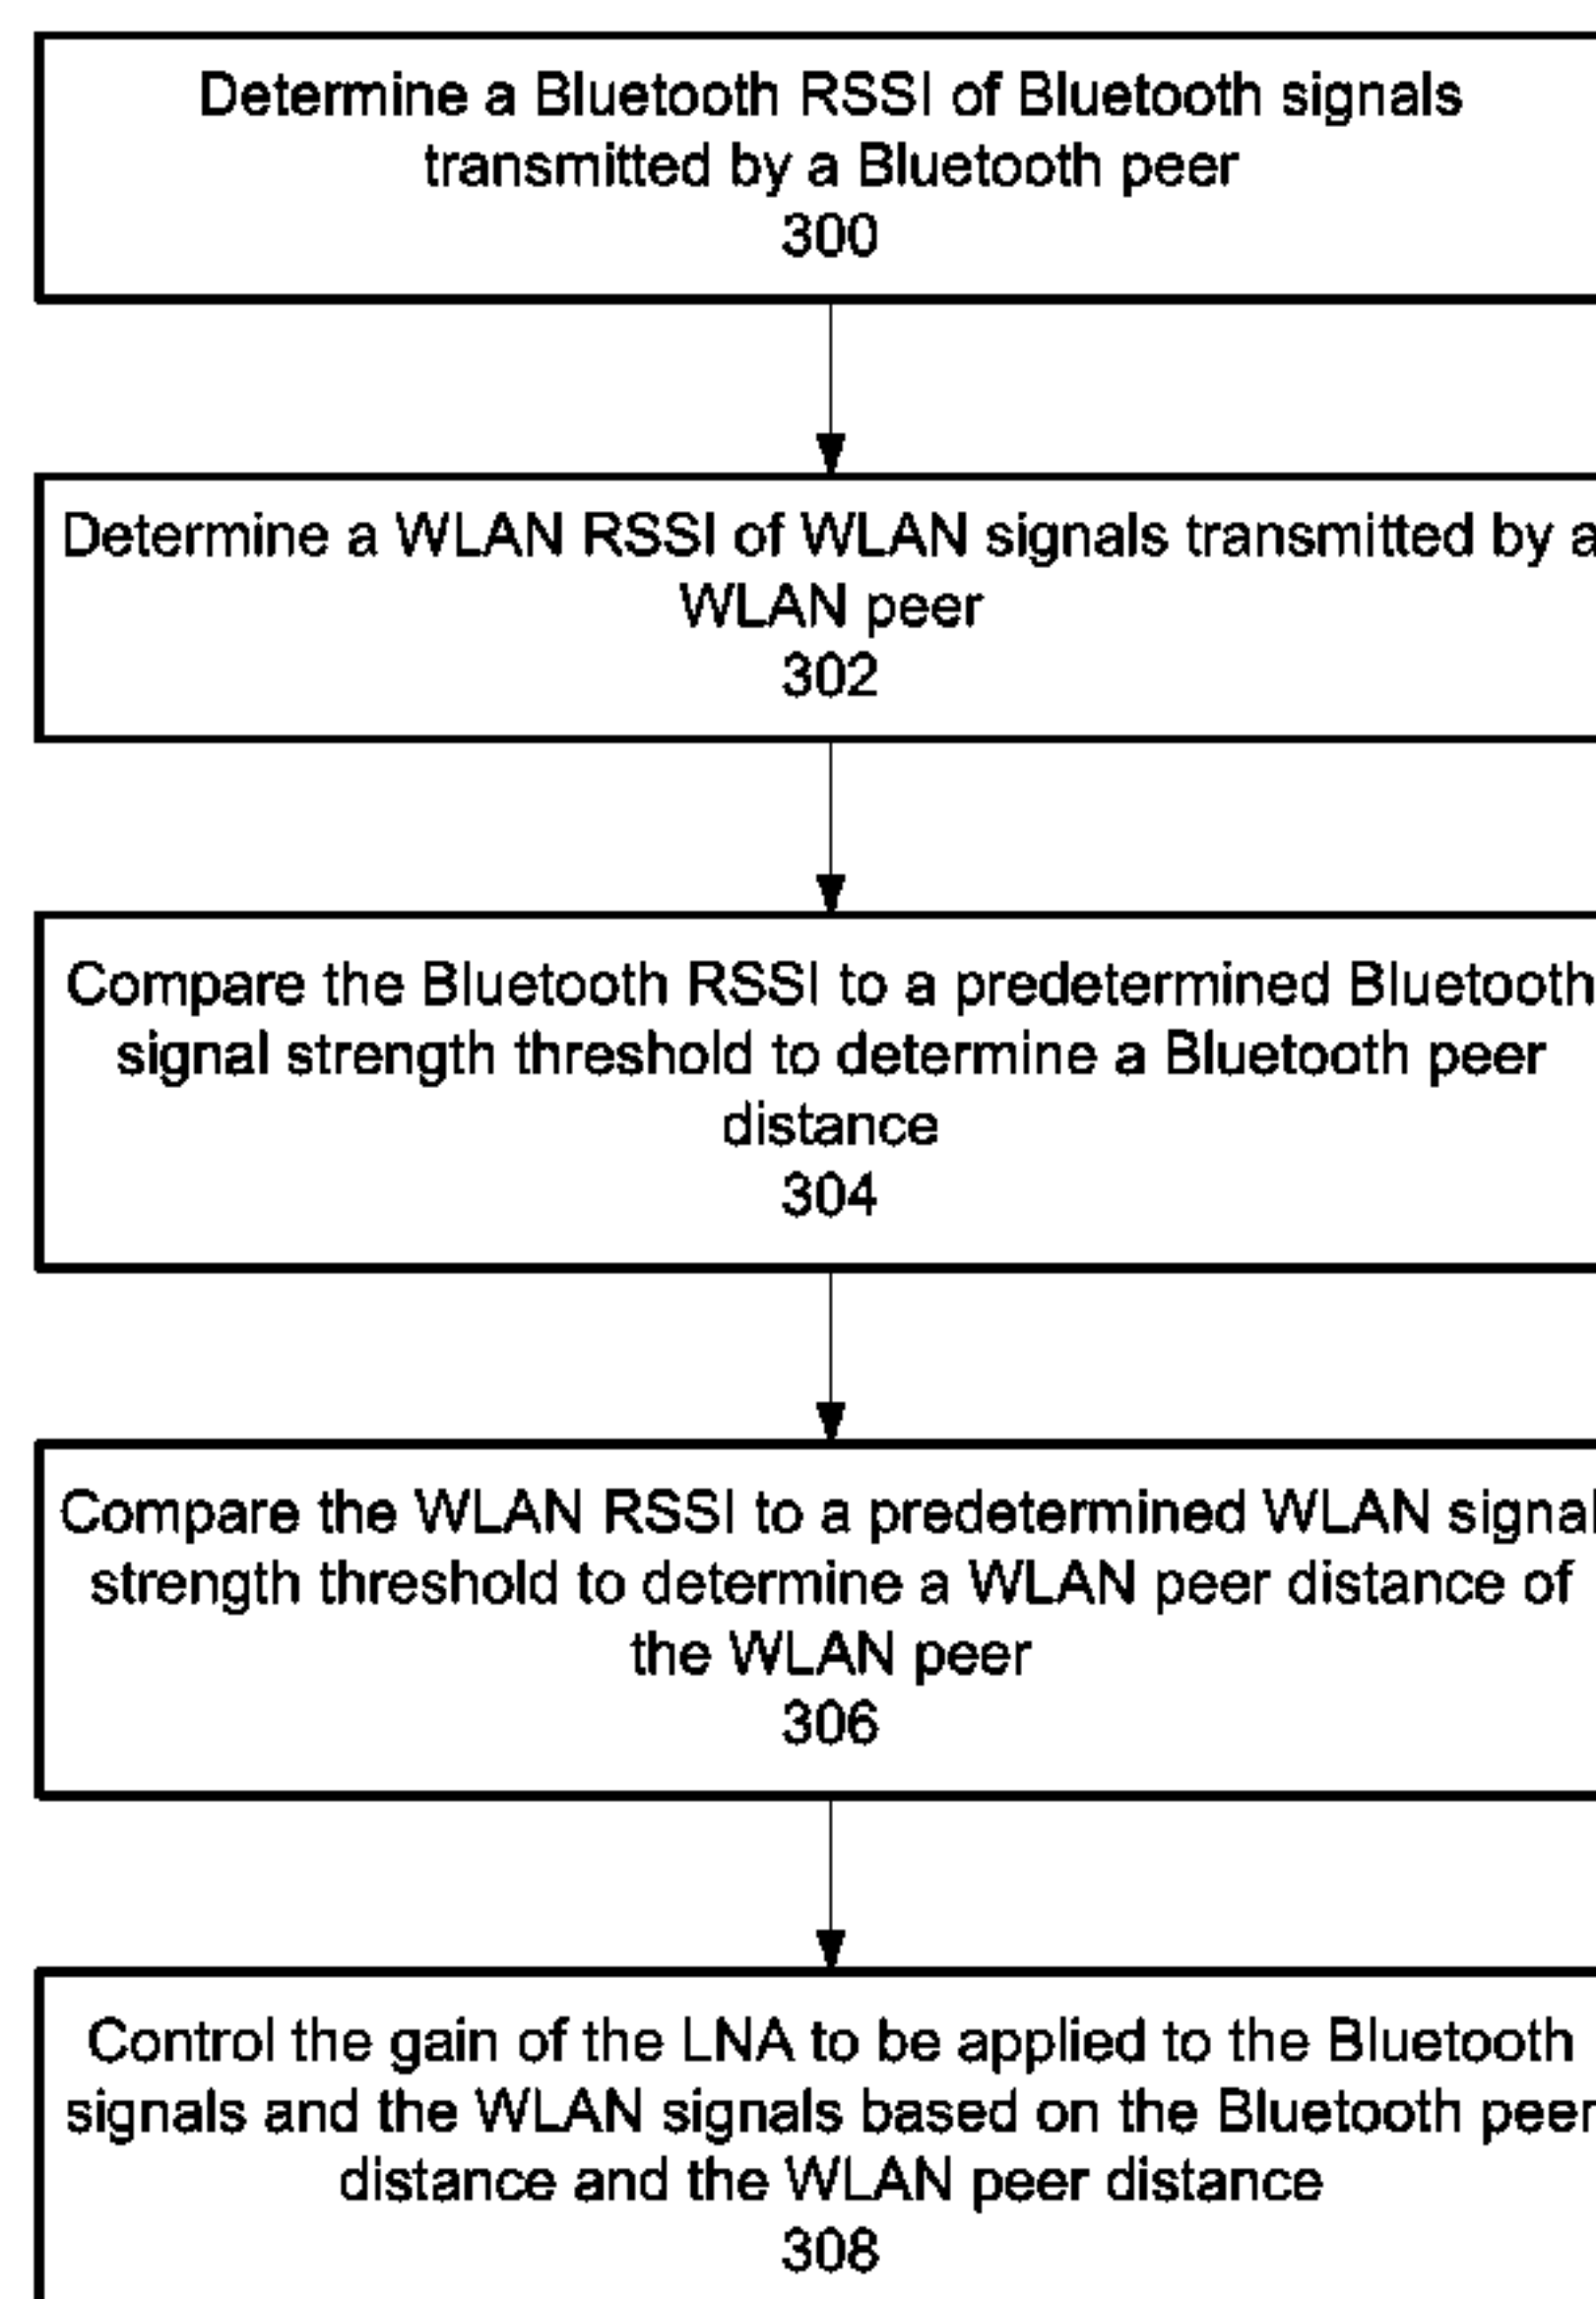 Determine a Bluetooth RSSI of Bluetooth signals
transmitted by a Bluetooth peer
300
Determine a WLAN RSSI of WLAN signals transmitted by a
WLAN peer
302
Compare the Bluetooth RSSI to a predetermined Bluetooth
signal strength threshold to determine a Bluetooth peer
distance
304
Compare the WLAN RSSI to a predetermined WLAN signal
strength threshold to determine a WLAN peer distance of
the WLAN peer
306
Control the gain of the LNA to be applied to the Bluetooth
signals and the WLAN signals based on the Bluetooth peer
distance and the WLAN peer distance
308